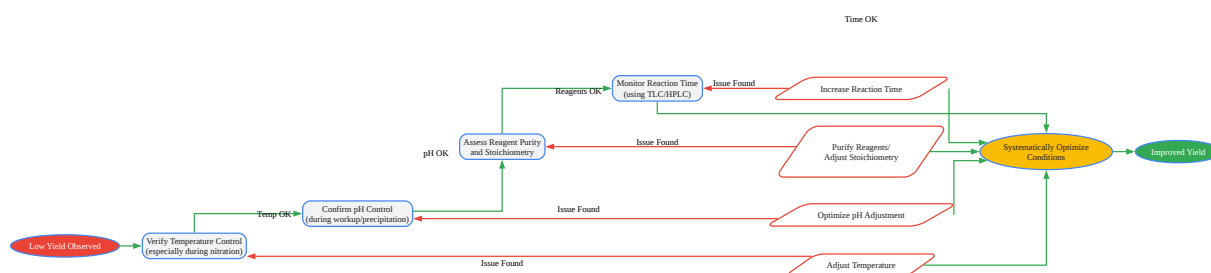 Time OK
Monitor Reaction Time
(using TLC/HPLC)
Issue Found
Increase Reaction Time
Reagents OK
Assess Reagent Purity
and Stoichiometry
Issue Found
Purify Reagents/
Adjust Stoichiometry
Systematically Optimize
Conditions
Improved Yield
pH OK
Confirm pH Control
(during workup/precipitation)
Issue Found
Optimize pH Adjustment
Temp OK
Low Yield Observed
Verify Temperature Control
(especially during nitration)
Issue Found
Adjust Temperature